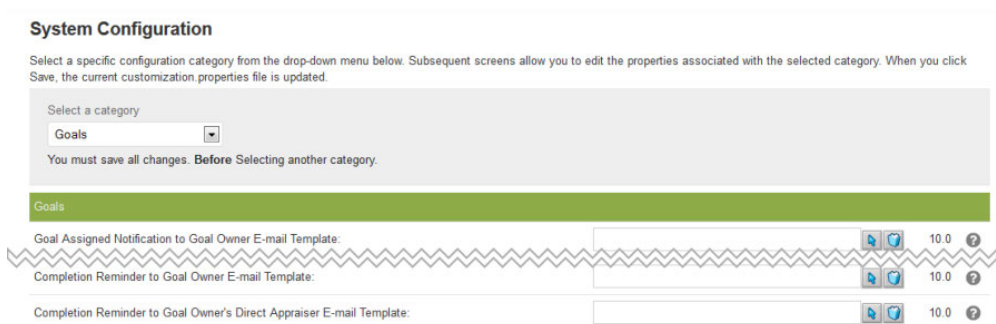 System Configuration
Select a specific configuration category from the drop-down menu below. Subsequent screens allow you to edit the properties associated with the selected category. When you click
Save, the current customization.properties file is updated.
Select a category
Goals
You must save all changes. Before Selecting another category.
Goals
Goal Assigned Notification to Goal Owner E-mail Template: 10.0 ?
Completion Reminder to Goal Owner E-mail Template: 10.0 ?
Completion Reminder to Goal Owner's Direct Appraiser E-mail Template: 10.0 ?